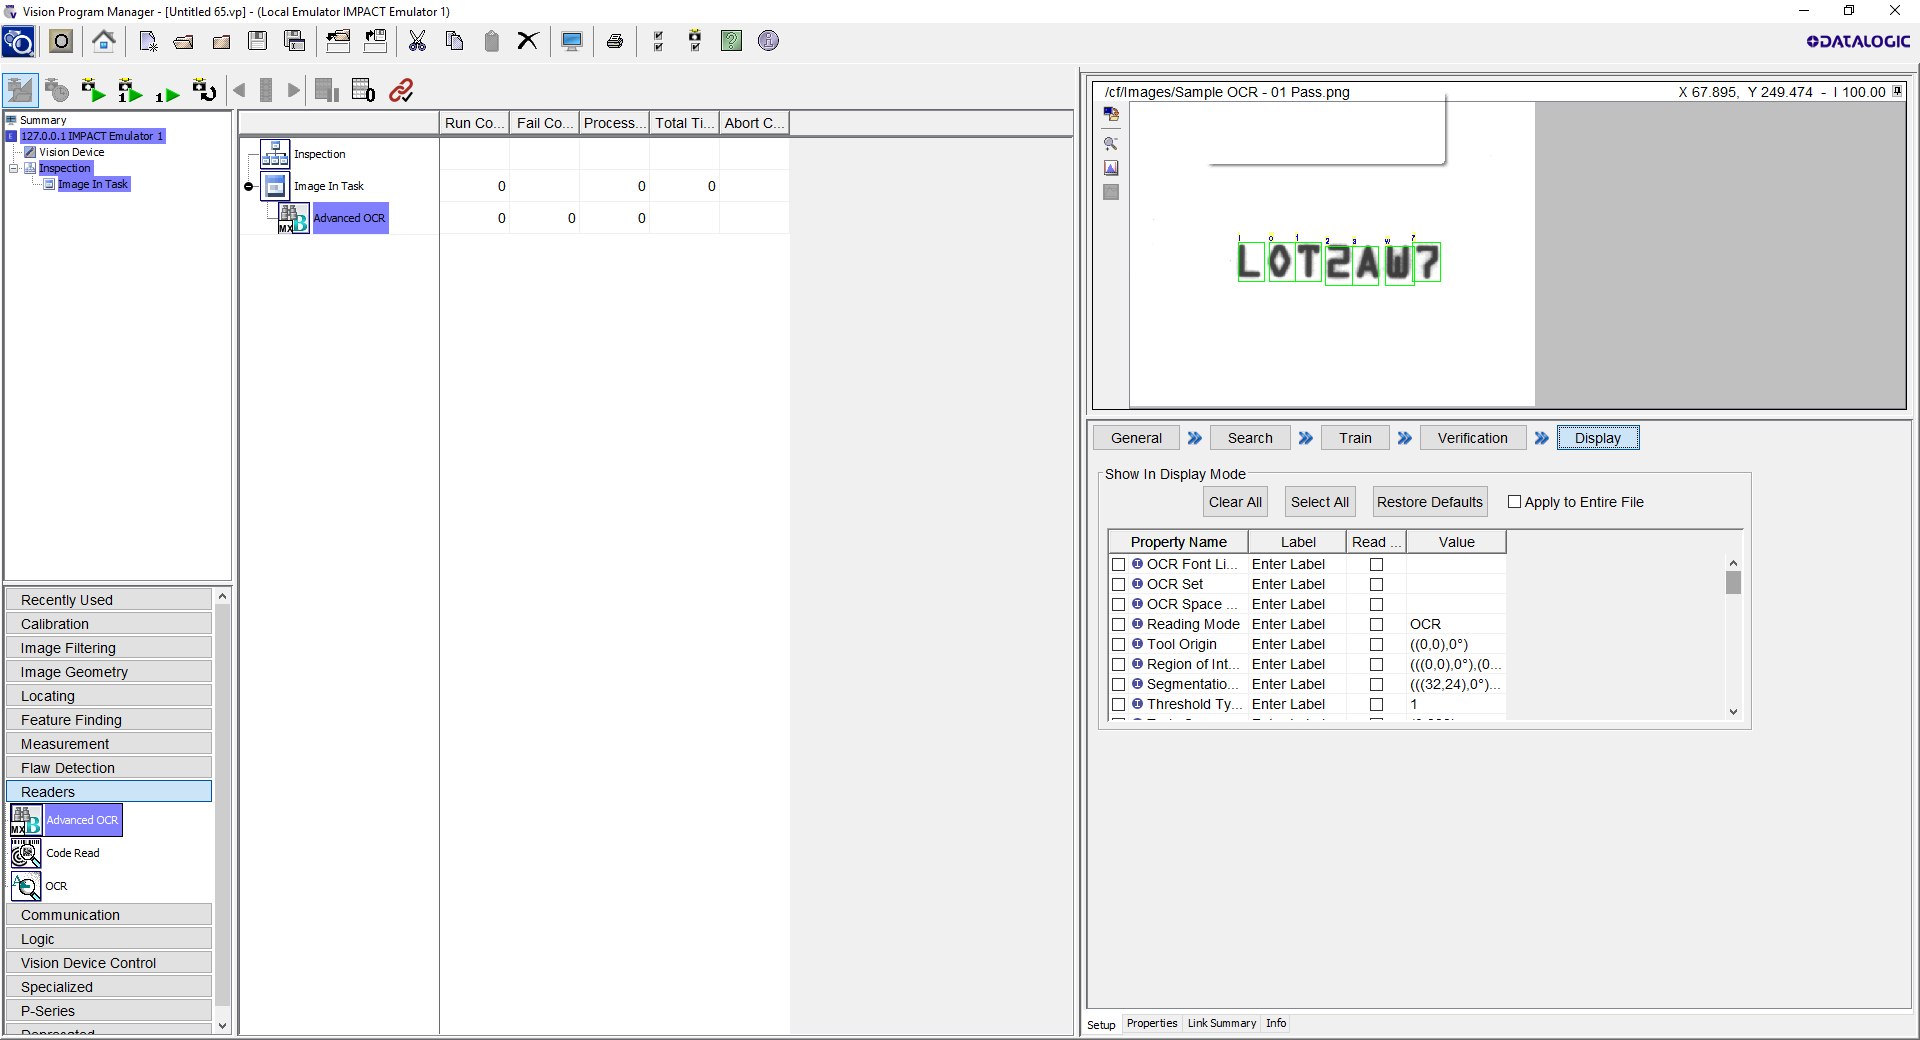 Vision Program Manager - [Untitled 65.vp] - (Local Emulator IMPACT Emulator 1)
DATALOGIC
Summary
127.0.0.1 IMPACT Emulator 1
Vision Device
Inspection
Image In Task
Recently Used
Calibration
Image Filtering
Image Geometry
Locating
Feature Finding
Measurement
Flaw Detection
Readers
Advanced OCR
Code Read
OCR
Communication
Logic
Vision Device Control
Specialized
P-Series
Deprecated
Run Co... Fail Co... Process... Total Ti... Abort C...
Inspection
Image In Task 0 0 0
Advanced OCR 0 0 0
/cf/Images/Sample OCR - 01 Pass.png X 67.895, Y 249.474 - I 100.00
LOT2AW7
General Search Train Verification Display
Show In Display Mode
Clear All Select All Restore Defaults Apply to Entire File
Property Name Label Read ... Value
OCR Font Li... Enter Label
OCR Set Enter Label
OCR Space ... Enter Label
Reading Mode Enter Label OCR
Tool Origin Enter Label ((0,0),0°)
Region of Int... Enter Label (((0,0),0°),(0...
Segmentatio... Enter Label (((32,24),0°)...
Threshold Ty... Enter Label 1
Setup Properties Link Summary Info